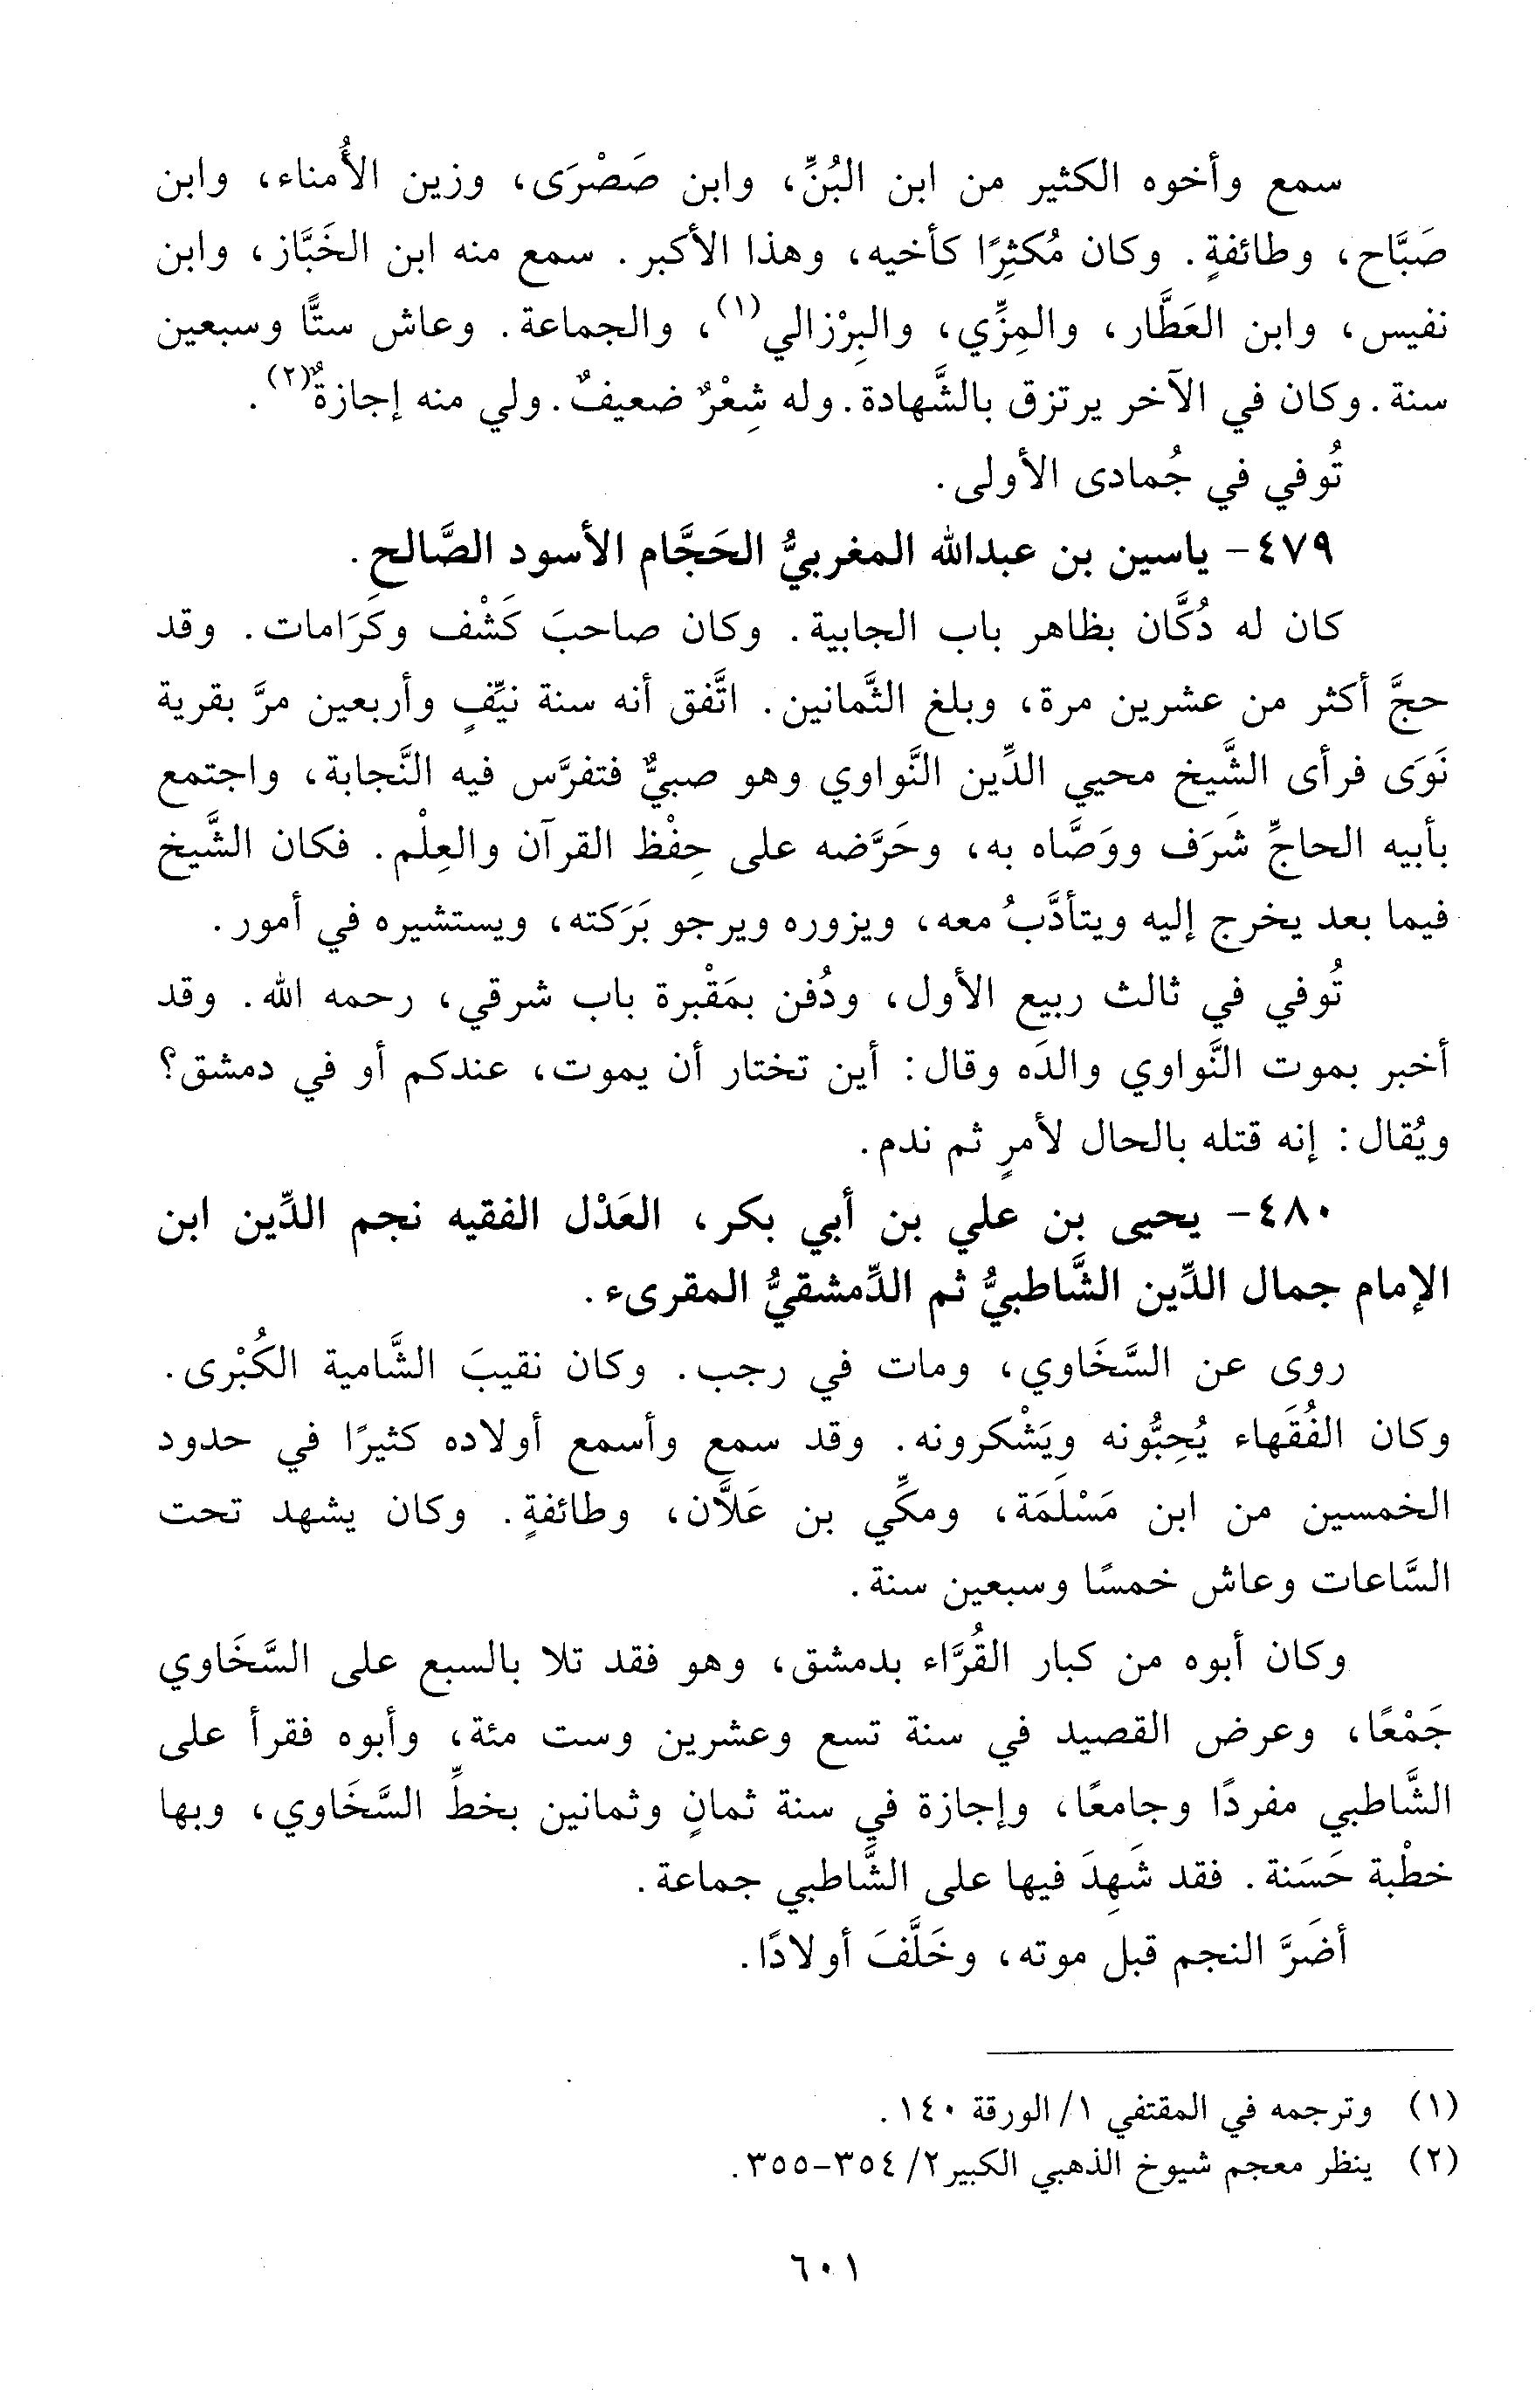 سمع وأخوه الكثير من ابن البُنِّ، وابن صَصْرَى، وزين الأُمناء، وابن
صَبَّاح، وطائفةٍ. وكان مُكثِرًا كأخيه، وهذا الأكبر. سمع منه ابن الخَبَّاز، وابن
نفيس، وابن العَطَّار، والمِزِّي، والبِرْزالي(١)، والجماعة. وعاش ستًّا وسبعين
سنة. وكان في الآخر يرتزق بالشَّهادة. وله شِعْرٌ ضعيفٌ. ولي منه إجازةٌ(٢).
تُوفي في جُمادى الأولى.
٤٧٩- ياسين بن عبدالله المغربيُّ الحَجَّام الأسود الصَّالح.
كان له دُكَّان بظاهر باب الجابية. وكان صاحبَ كَشْف وكَرَامات. وقد
حجَّ أكثر من عشرين مرة، وبلغ الثَّمانين. اتَّفق أنه سنة نيِّفٍ وأربعين مرَّ بقرية
نَوَى فرأى الشَّيخ محيي الدِّين النَّواوي وهو صبيٌّ فتفرَّس فيه النَّجابة، واجتمع
بأبيه الحاجِّ شَرَف ووَصَّاه به، وحَرَّضه على حِفْظ القرآن والعِلْم. فكان الشَّيخ
فيما بعد يخرج إليه ويتأدَّبُ معه، ويزوره ويرجو بَرَكته، ويستشيره في أمور.
تُوفي في ثالث ربيع الأول، ودُفن بمَقْبرة باب شرقي، رحمه الله. وقد
أخبر بموت النَّواوي والدَه وقال: أين تختار أن يموت، عندكم أو في دمشق؟
ويُقال: إنه قتله بالحال لأمرٍ ثم ندم.
٤٨٠- يحيى بن علي بن أبي بكر، العَدْل الفقيه نجم الدِّين ابن
الإمام جمال الدِّين الشَّاطبيُّ ثم الدِّمشقيُّ المقرىء.
روى عن السَّخَاوي، ومات في رجب. وكان نقيبَ الشَّامية الكُبْرى.
وكان الفُقَهاء يُحِبُّونه ويَشْكرونه. وقد سمع وأسمع أولاده كثيرًا في حدود
الخمسين من ابن مَسْلَمَة، ومكِّي بن عَلاَّن، وطائفةٍ. وكان يشهد تحت
السَّاعات وعاش خمسًا وسبعين سنة.
وكان أبوه من كبار القُرَّاء بدمشق، وهو فقد تلا بالسبع على السَّخَاوي
جَمْعًا، وعرض القصيد في سنة تسع وعشرين وست مئة، وأبوه فقرأ على
الشَّاطبي مفردًا وجامعًا، وإجازة في سنة ثمانٍ وثمانين بخطِّ السَّخَاوي، وبها
خطْبة حَسَنة. فقد شَهِدَ فيها على الشَّاطبي جماعة.
أضَرَّ النجم قبل موته، وخَلَّفَ أولادًا.
(١) وترجمه في المقتفي ١/ الورقة ١٤٠.
(٢) ينظر معجم شيوخ الذهبي الكبير ٢/ ٣٥٤-٣٥٥.
٦٠١